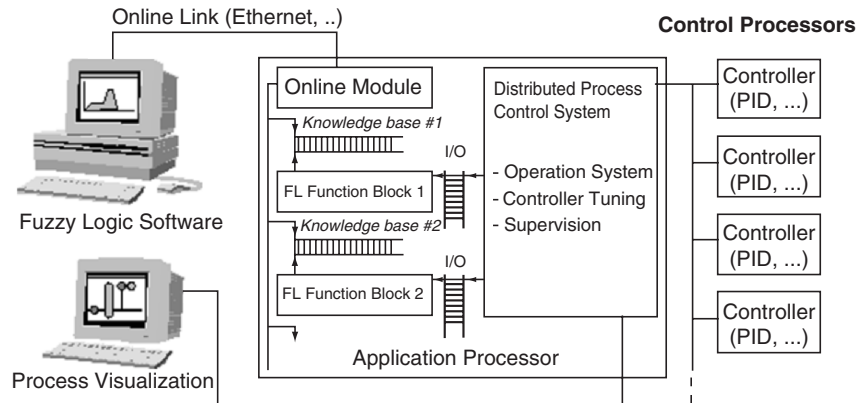 Online Link (Ethernet, ..)
Control Processors
Online Module
Knowledge base #1
I/O
FL Function Block 1
Knowledge base #2
I/O
FL Function Block 2
Distributed Process
Control System
- Operation System
- Controller Tuning
- Supervision
Application Processor
Fuzzy Logic Software
Process Visualization
Controller
(PID, ...)
Controller
(PID, ...)
Controller
(PID, ...)
Controller
(PID, ...)